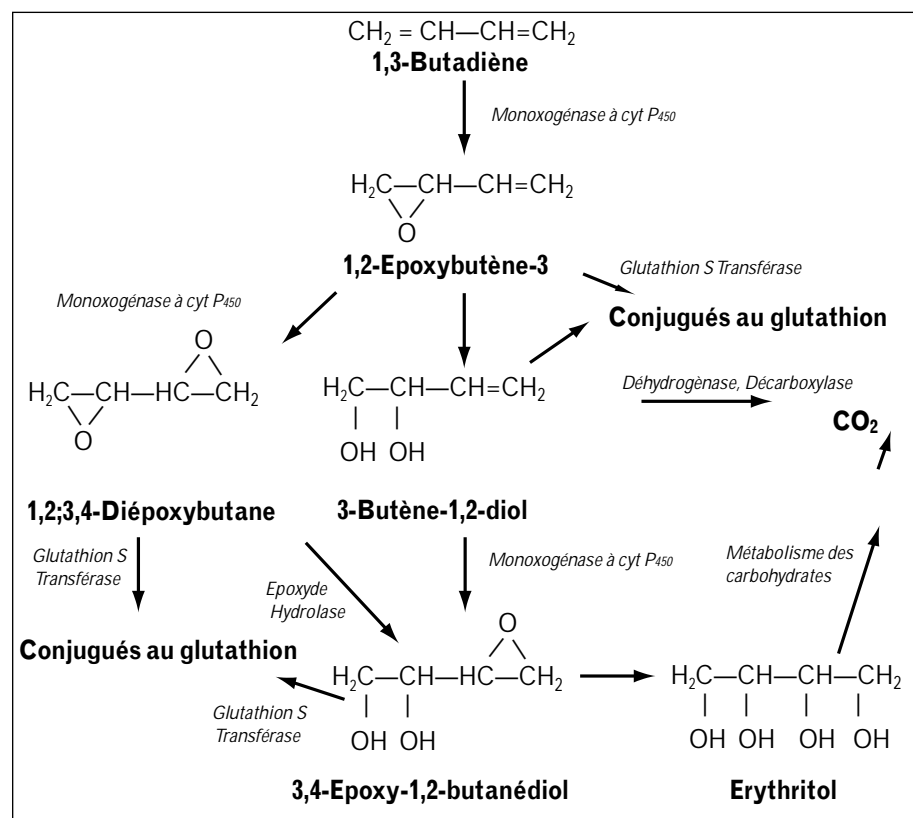 CH₂ = CH—CH=CH₂
1,3-Butadiène
Monoxogénase à cyt P450
H₂C—CH—CH=CH₂
O
1,2-Epoxybutène-3
Glutathion S Transférase
Monoxogénase à cyt P450
Conjugués au glutathion
O
H₂C—CH—HC—CH₂
O
H₂C—CH—CH=CH₂
OH OH
Déhydrogènase, Décarboxylase
CO₂
1,2;3,4-Diépoxybutane
3-Butène-1,2-diol
Glutathion S
Transférase
Epoxyde
Hydrolase
Monoxogénase à cyt P450
Métabolisme des
carbohydrates
Conjugués au glutathion
O
H₂C—CH—HC—CH₂
OH OH
Glutathion S
Transférase
H₂C—CH—CH—CH₂
OH OH OH OH
3,4-Epoxy-1,2-butanédiol
Erythritol